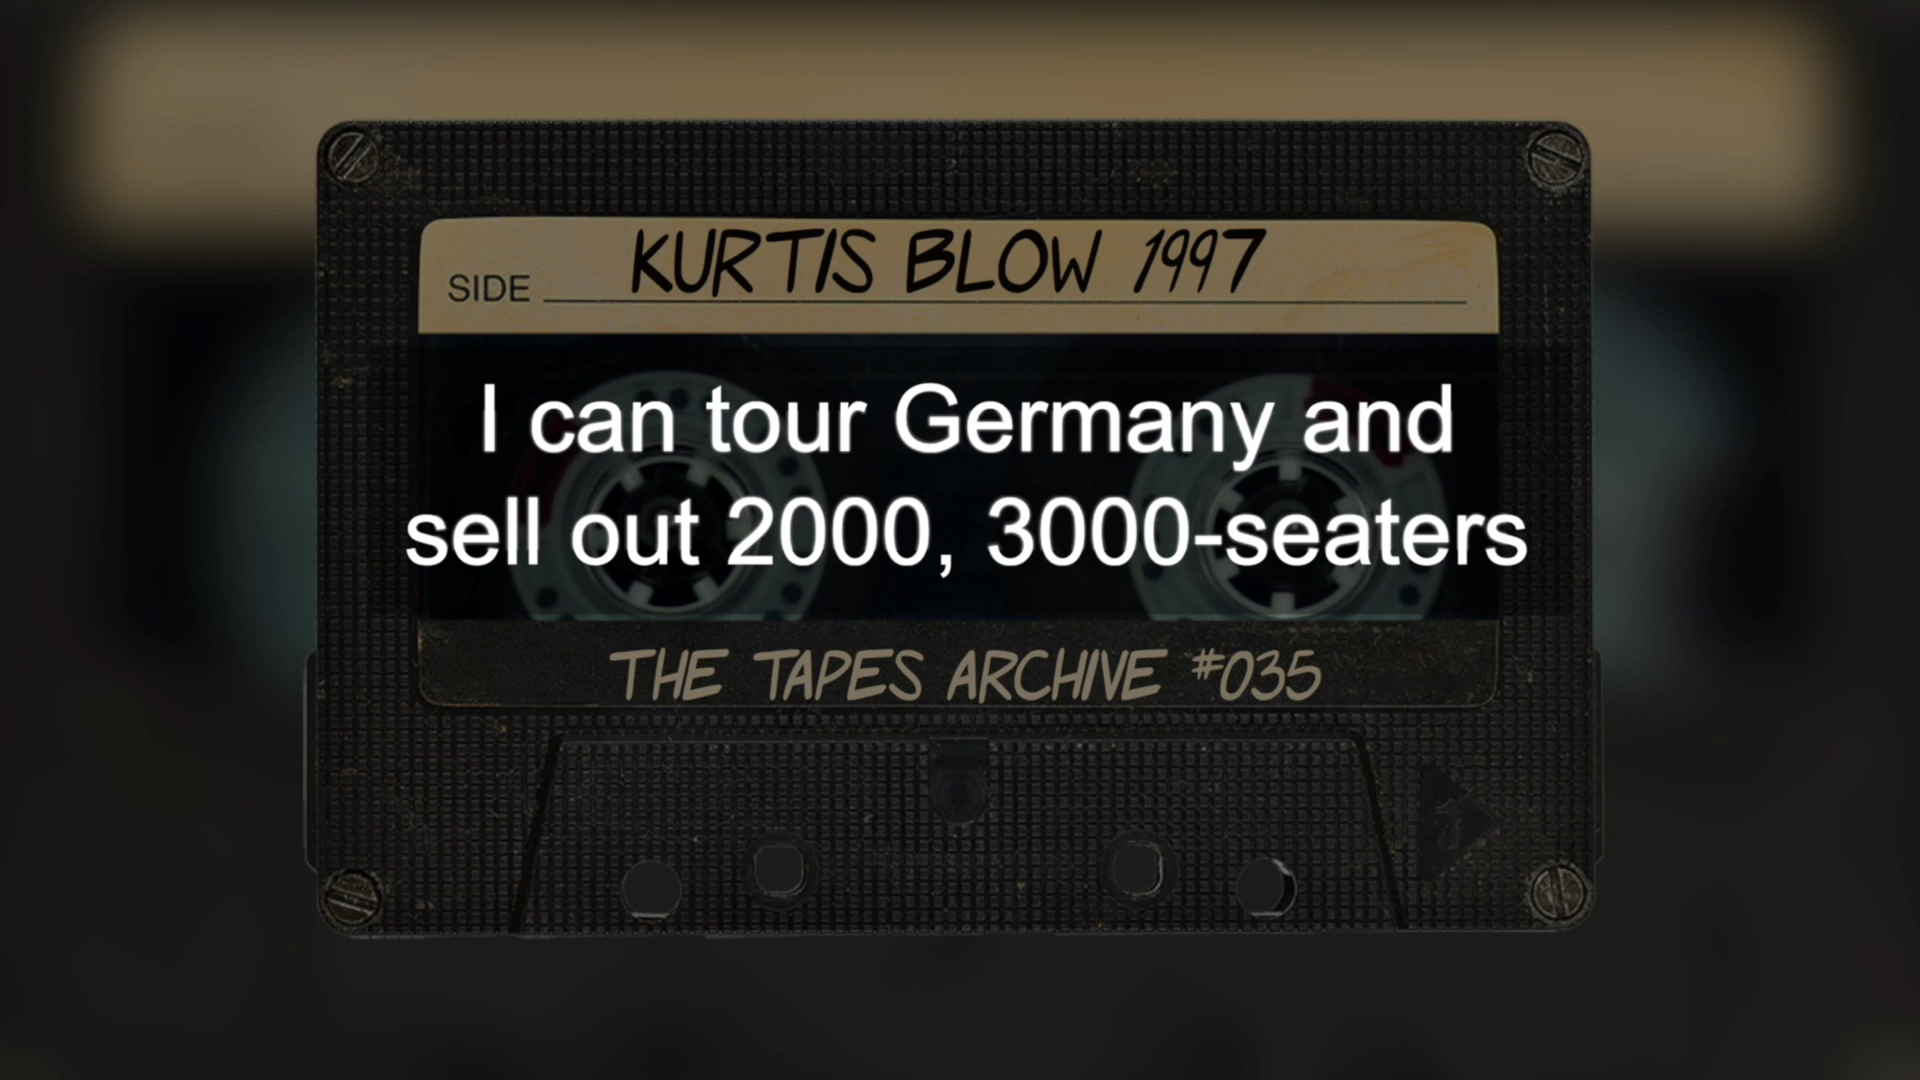 KURTIS BLOW 1997
SIDE
I can tour Germany and
sell out 2000, 3000-seaters
THE TAPES ARCHIVE #035